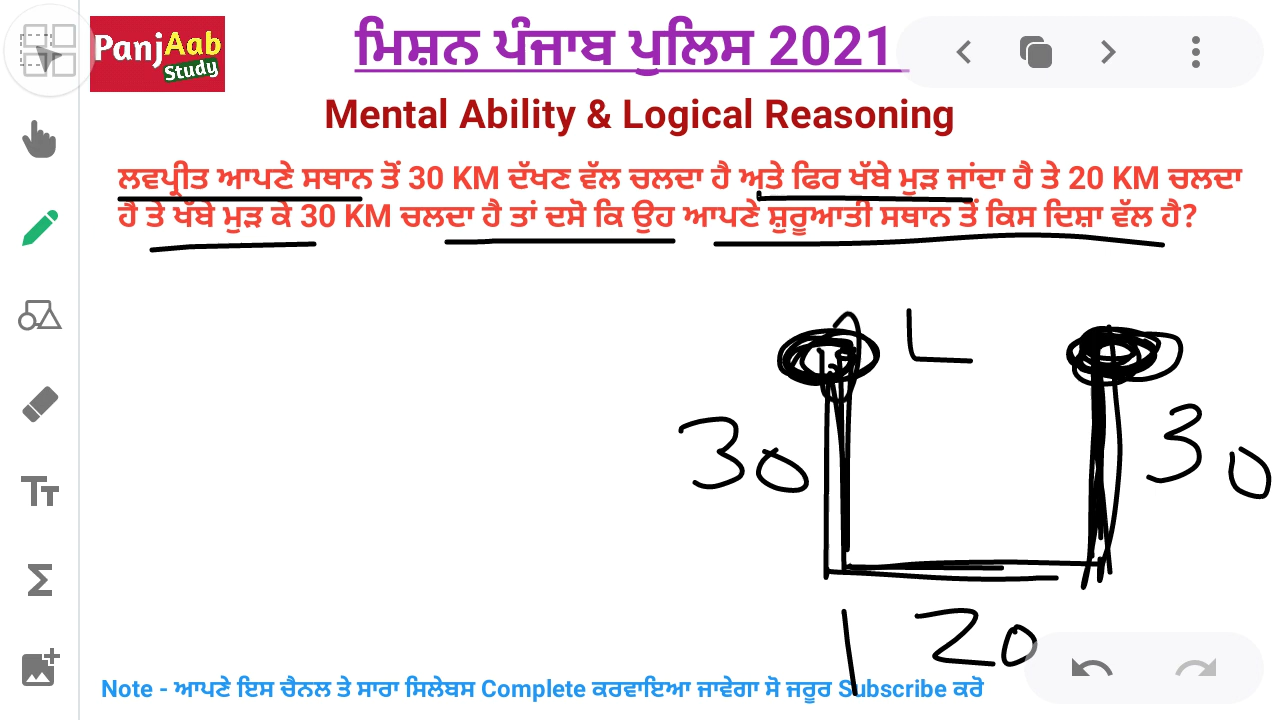 PanjAab
Study
ਮਿਸ਼ਨ ਪੰਜਾਬ ਪੁਲਿਸ 2021
Mental Ability & Logical Reasoning
ਲਵਪ੍ਰੀਤ ਆਪਣੇ ਸਥਾਨ ਤੋਂ 30 KM ਦੱਖਣ ਵੱਲ ਚਲਦਾ ਹੈ ਅਤੇ ਫਿਰ ਖੱਬੇ ਮੁੜ ਜਾਂਦਾ ਹੈ ਤੇ 20 KM ਚਲਦਾ
ਹੈ ਤੇ ਖੱਬੇ ਮੁੜ ਕੇ 30 KM ਚਲਦਾ ਹੈ ਤਾਂ ਦਸੋ ਕਿ ਉਹ ਆਪਣੇ ਸ਼ੁਰੂਆਤੀ ਸਥਾਨ ਤੋਂ ਕਿਸ ਦਿਸ਼ਾ ਵੱਲ ਹੈ?
30
30
20
Tт
Σ
Note - ਆਪਣੇ ਇਸ ਚੈਨਲ ਤੇ ਸਾਰਾ ਸਿਲੇਬਸ Complete ਕਰਵਾਇਆ ਜਾਵੇਗਾ ਸੋ ਜਰੂਰ Subscribe ਕਰੋ